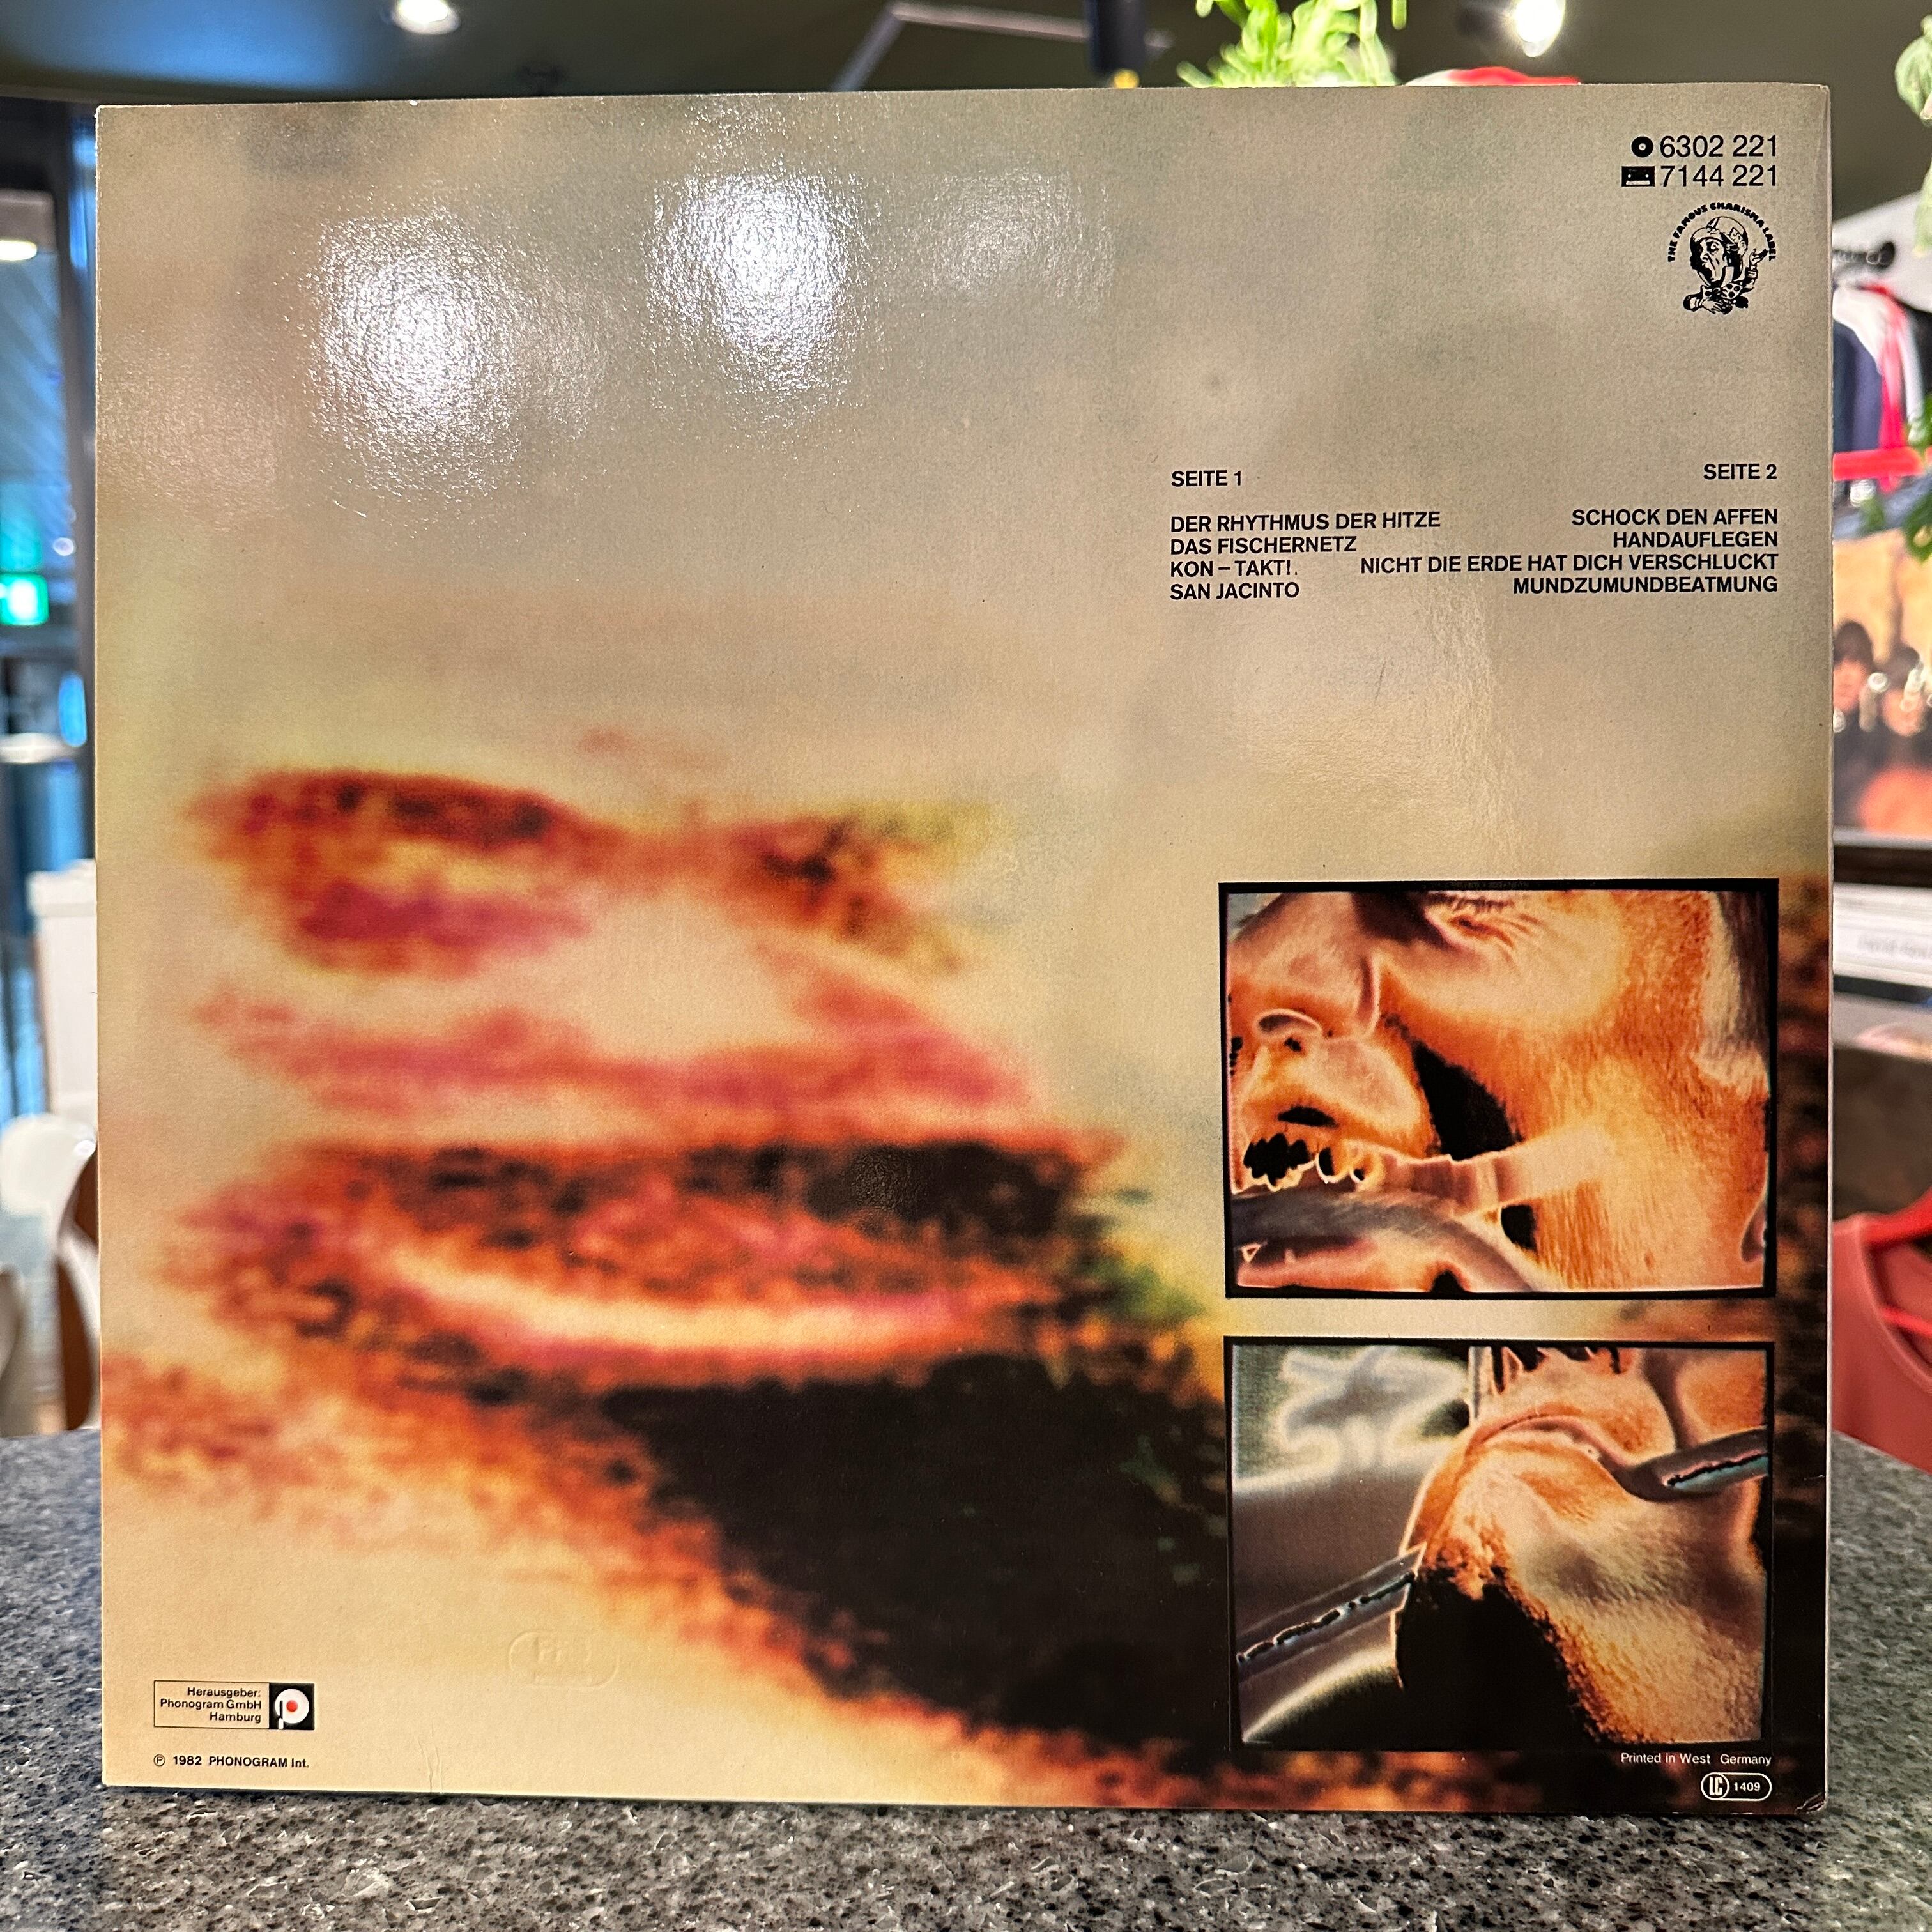 6302 221
7144 221
THE FAMOUS CHARISMA LABEL
SEITE 1
DER RHYTHMUS DER HITZE
DAS FISCHERNETZ
KON – TAKT!
SAN JACINTO
SEITE 2
SCHOCK DEN AFFEN
HANDAUFLEGEN
NICHT DIE ERDE HAT DICH VERSCHLUCKT
MUNDZUMUNDBEATMUNG
Herausgeber:
Phonogram GmbH
Hamburg
℗ 1982 PHONOGRAM Int.
Printed in West Germany
LC 1409